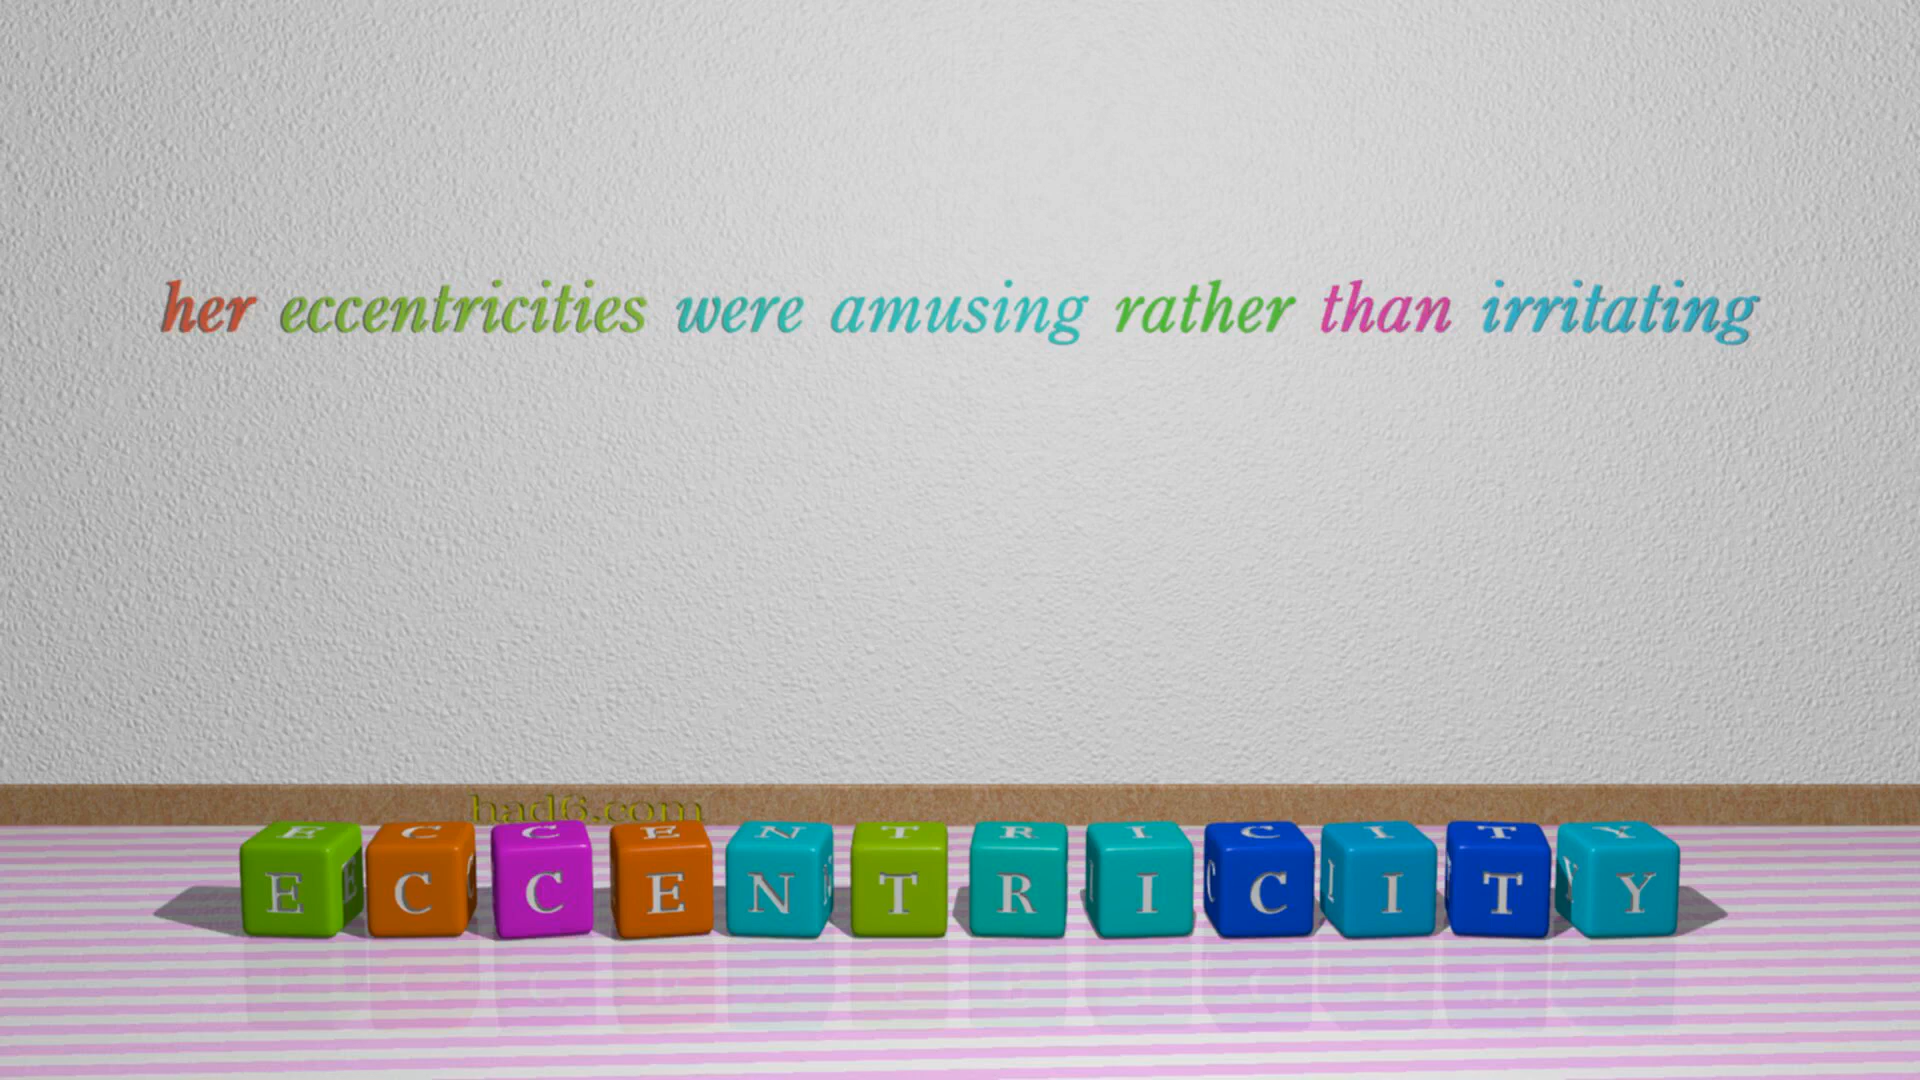 her eccentricities were amusing rather than irritating
had6.com
ECCENTRICITY